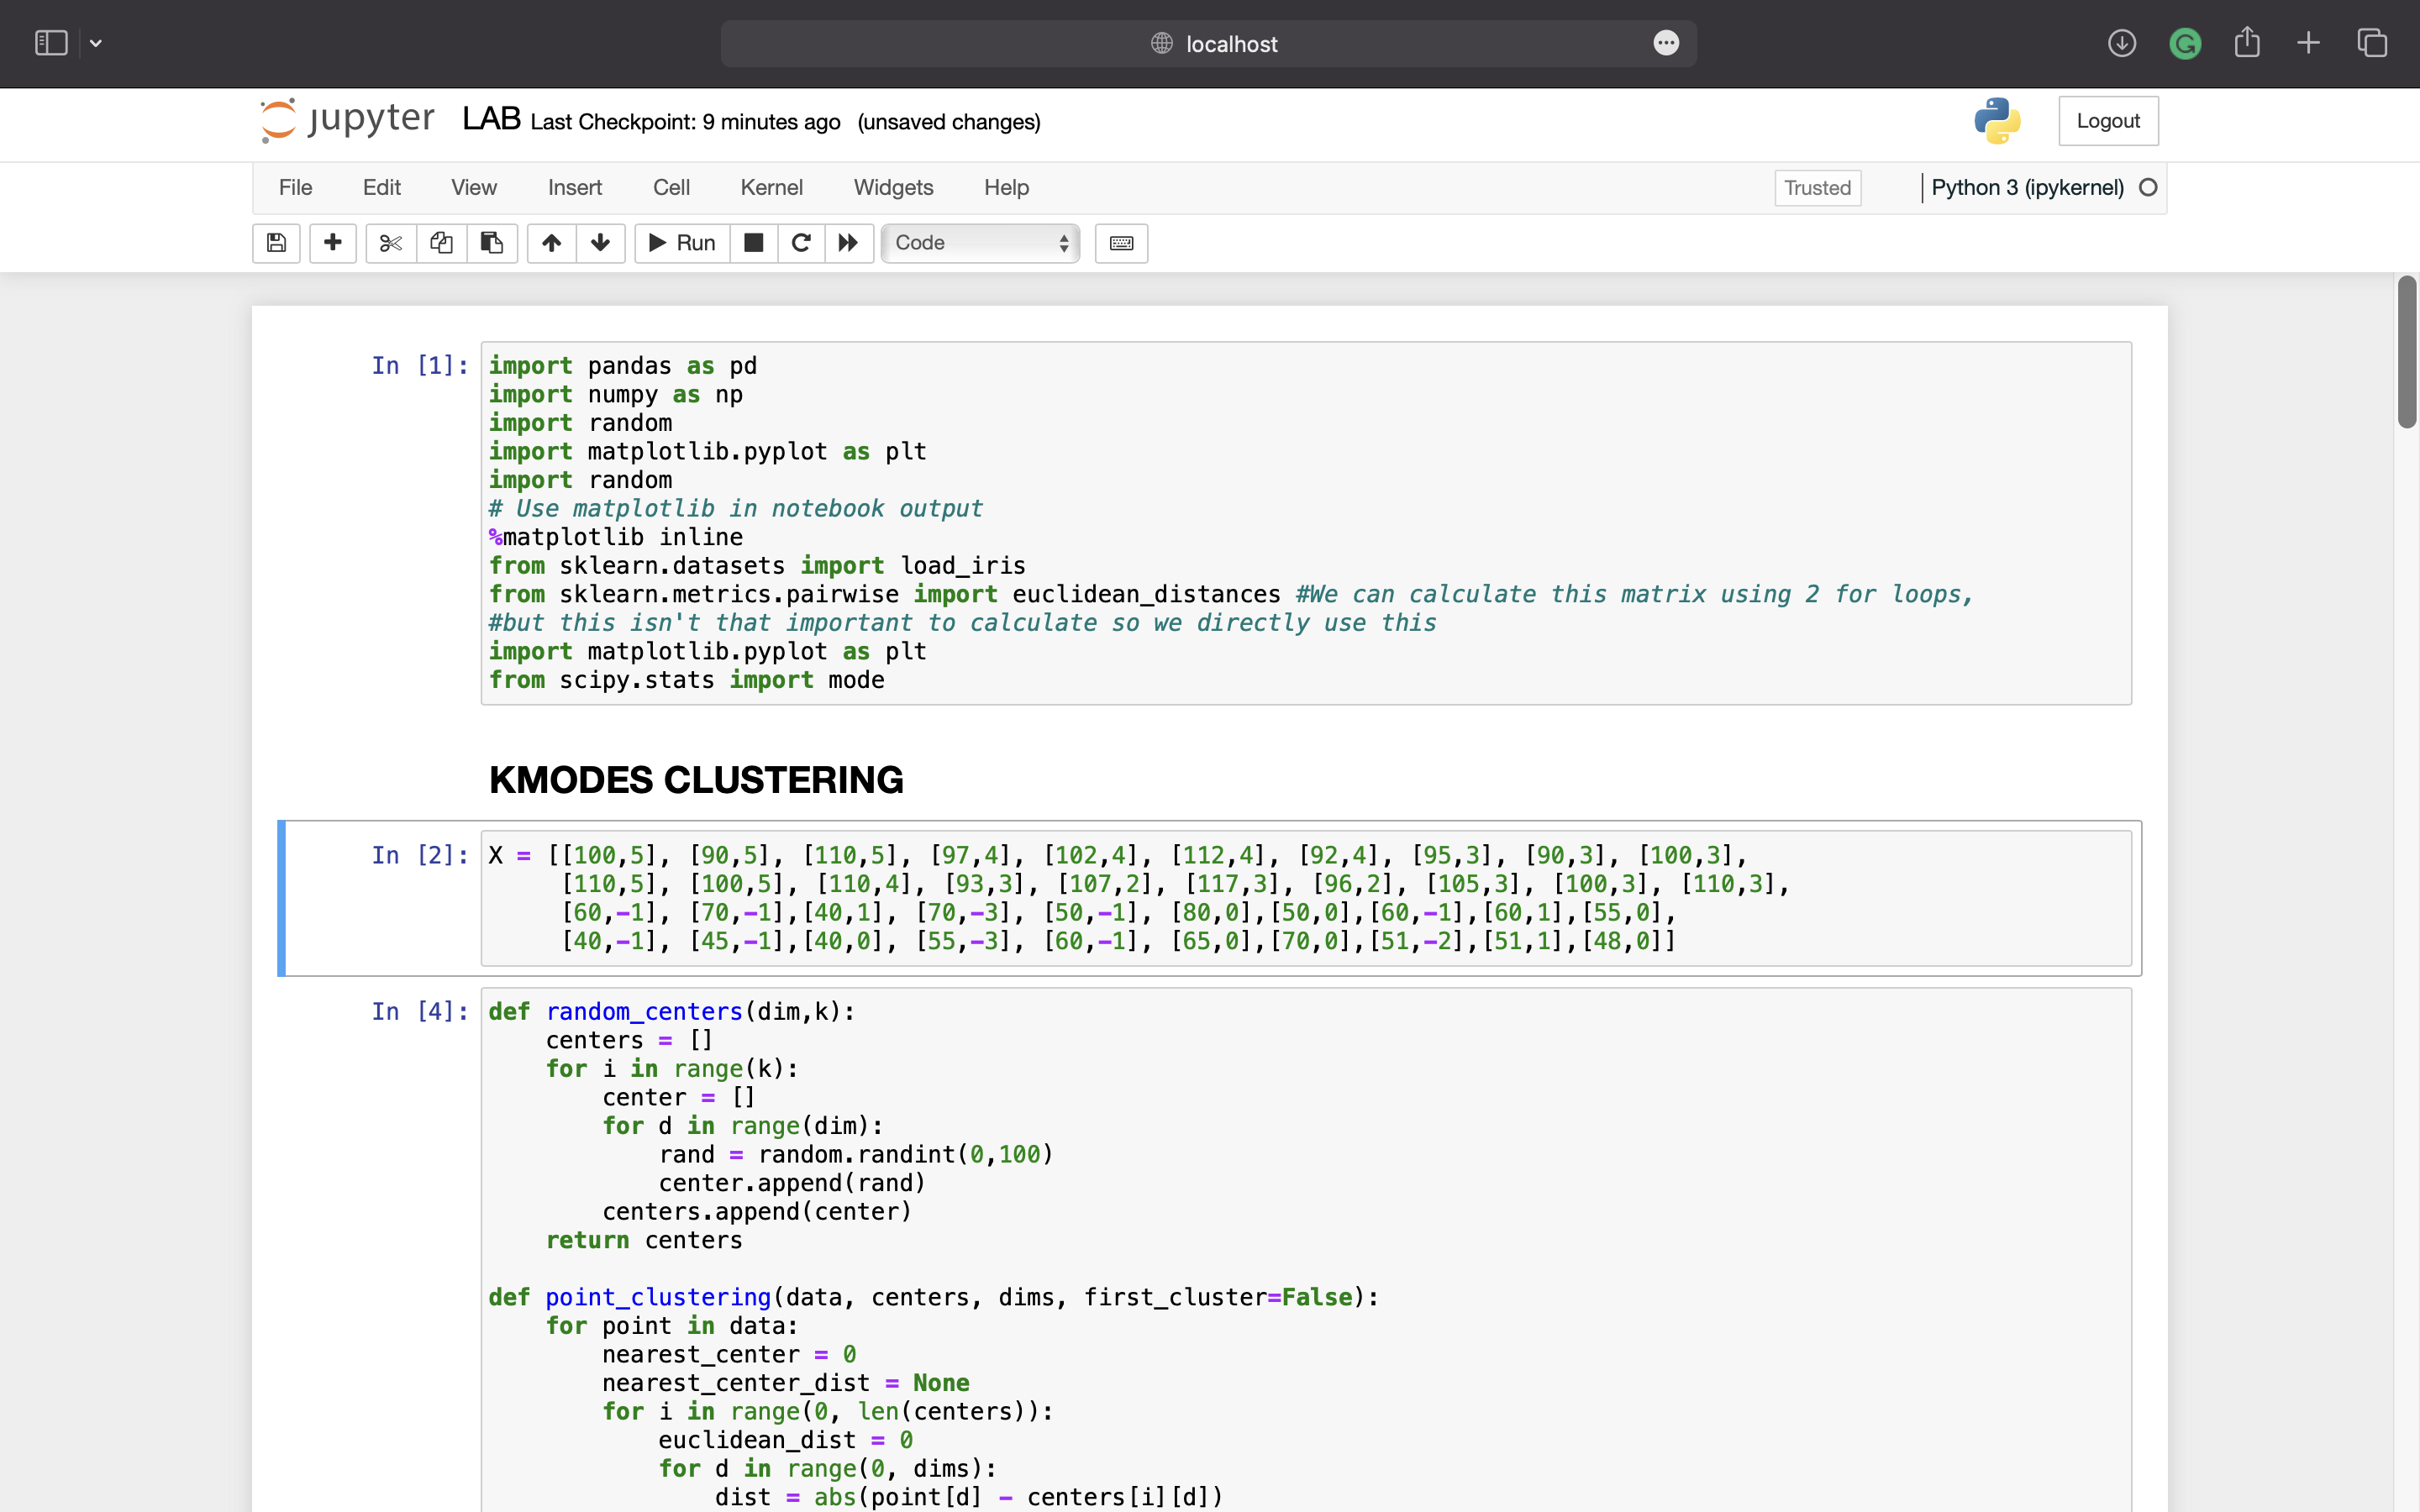 localhost
jupyter LAB Last Checkpoint: 9 minutes ago (unsaved changes) Logout
File Edit View Insert Cell Kernel Widgets Help Trusted Python 3 (ipykernel)
Run Code
In [1]: import pandas as pd
import numpy as np
import random
import matplotlib.pyplot as plt
import random
# Use matplotlib in notebook output
%matplotlib inline
from sklearn.datasets import load_iris
from sklearn.metrics.pairwise import euclidean_distances #We can calculate this matrix using 2 for loops,
#but this isn't that important to calculate so we directly use this
import matplotlib.pyplot as plt
from scipy.stats import mode
KMODES CLUSTERING
In [2]: X = [[100,5], [90,5], [110,5], [97,4], [102,4], [112,4], [92,4], [95,3], [90,3], [100,3],
[110,5], [100,5], [110,4], [93,3], [107,2], [117,3], [96,2], [105,3], [100,3], [110,3],
[60,-1], [70,-1],[40,1], [70,-3], [50,-1], [80,0],[50,0],[60,-1],[60,1],[55,0],
[40,-1], [45,-1],[40,0], [55,-3], [60,-1], [65,0],[70,0],[51,-2],[51,1],[48,0]]
In [4]: def random_centers(dim,k):
    centers = []
    for i in range(k):
        center = []
        for d in range(dim):
            rand = random.randint(0,100)
            center.append(rand)
        centers.append(center)
    return centers
def point_clustering(data, centers, dims, first_cluster=False):
    for point in data:
        nearest_center = 0
        nearest_center_dist = None
        for i in range(0, len(centers)):
            euclidean_dist = 0
            for d in range(0, dims):
                dist = abs(point[d] - centers[i][d])